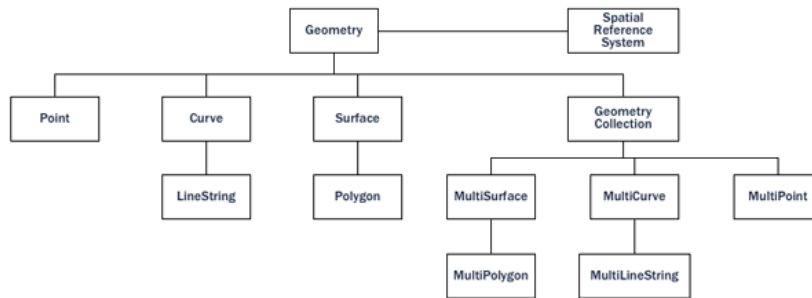 Geometry
Spatial
Reference
System
Point
Curve
Surface
Geometry
Collection
LineString
Polygon
MultiSurface
MultiCurve
MultiPoint
MultiPolygon
MultiLineString